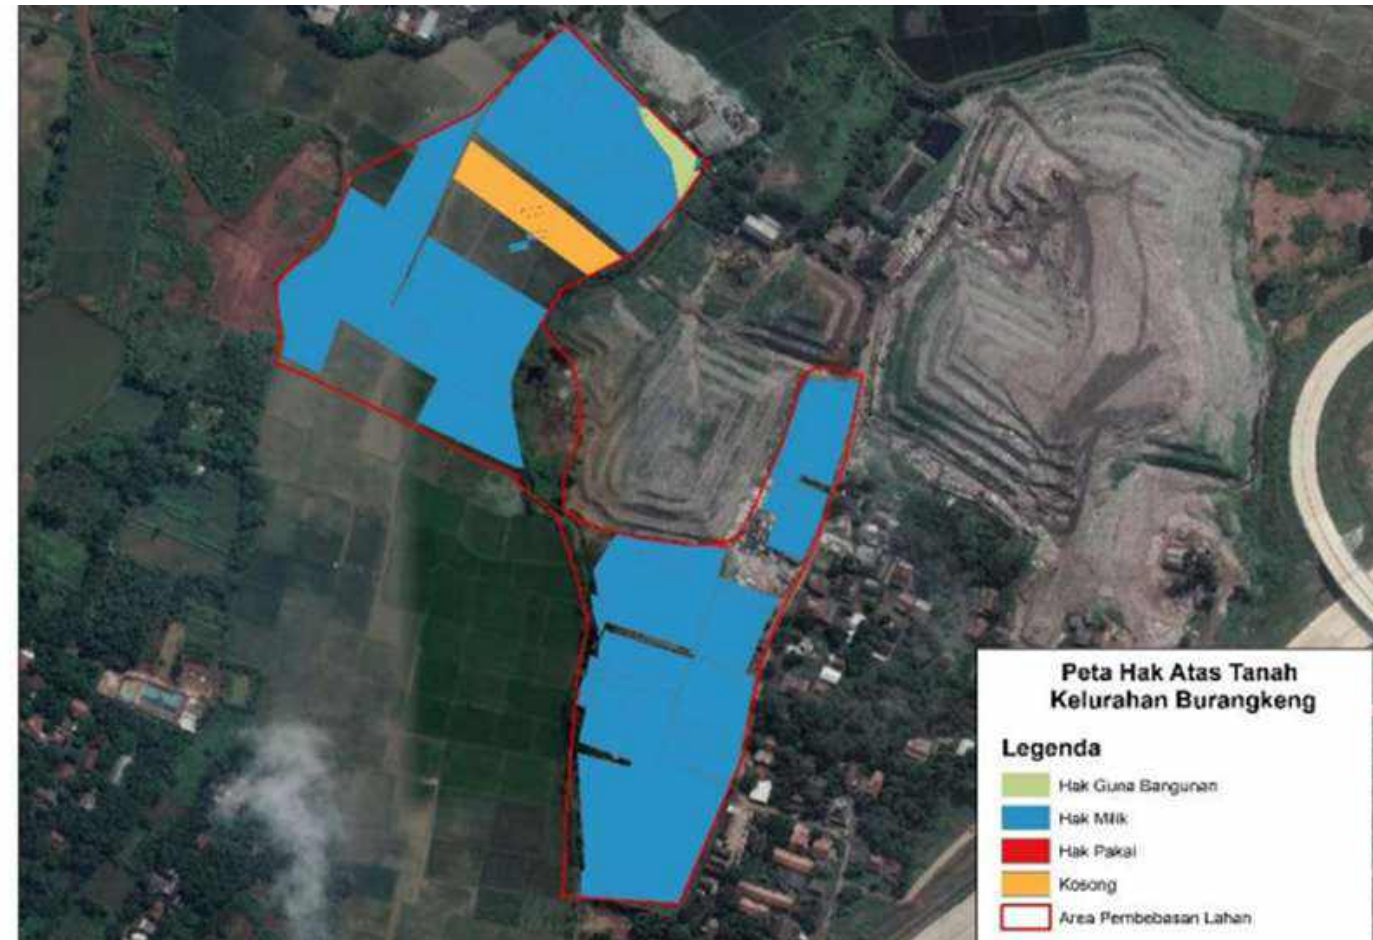 Peta Hak Atas Tanah
Kelurahan Burangkeng
Legenda
Hak Guna Bangunan
Hak Milik
Hak Pakai
Kosong
Area Pembebasan Lahan